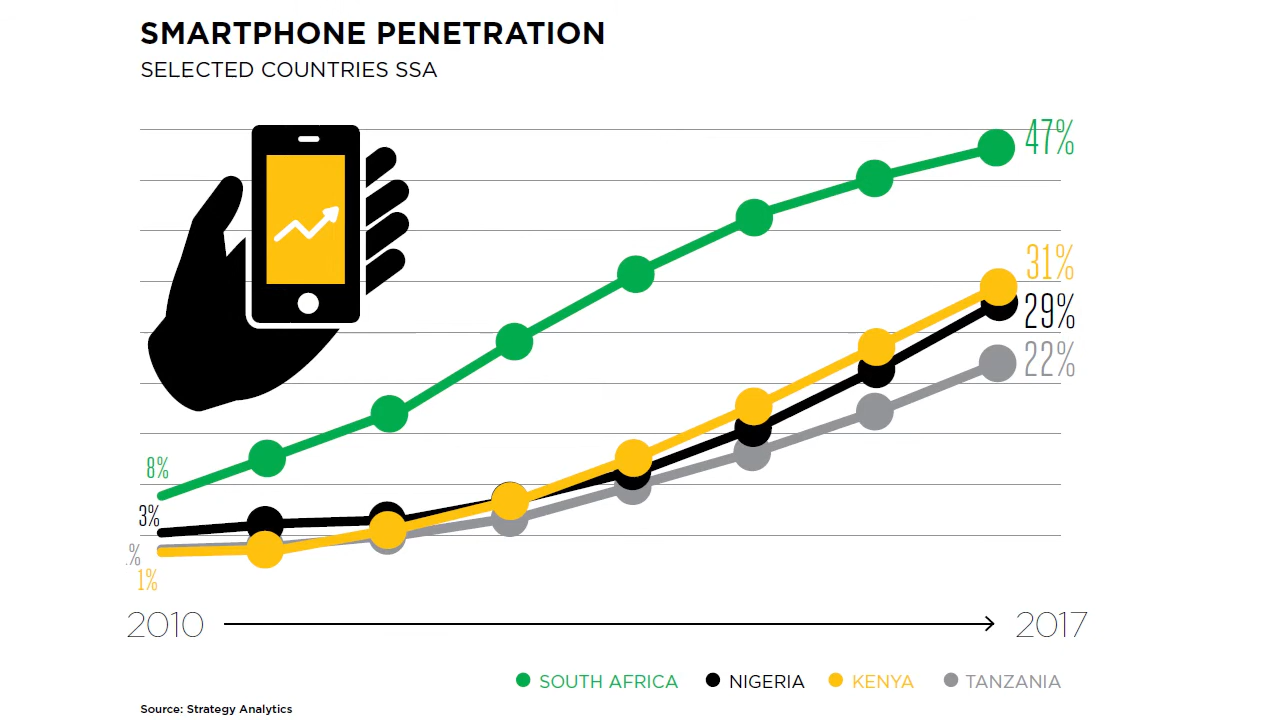 SMARTPHONE PENETRATION
SELECTED COUNTRIES SSA
47%
31%
29%
22%
8%
3%
%
1%
2010
2017
SOUTH AFRICA NIGERIA KENYA TANZANIA
Source: Strategy Analytics